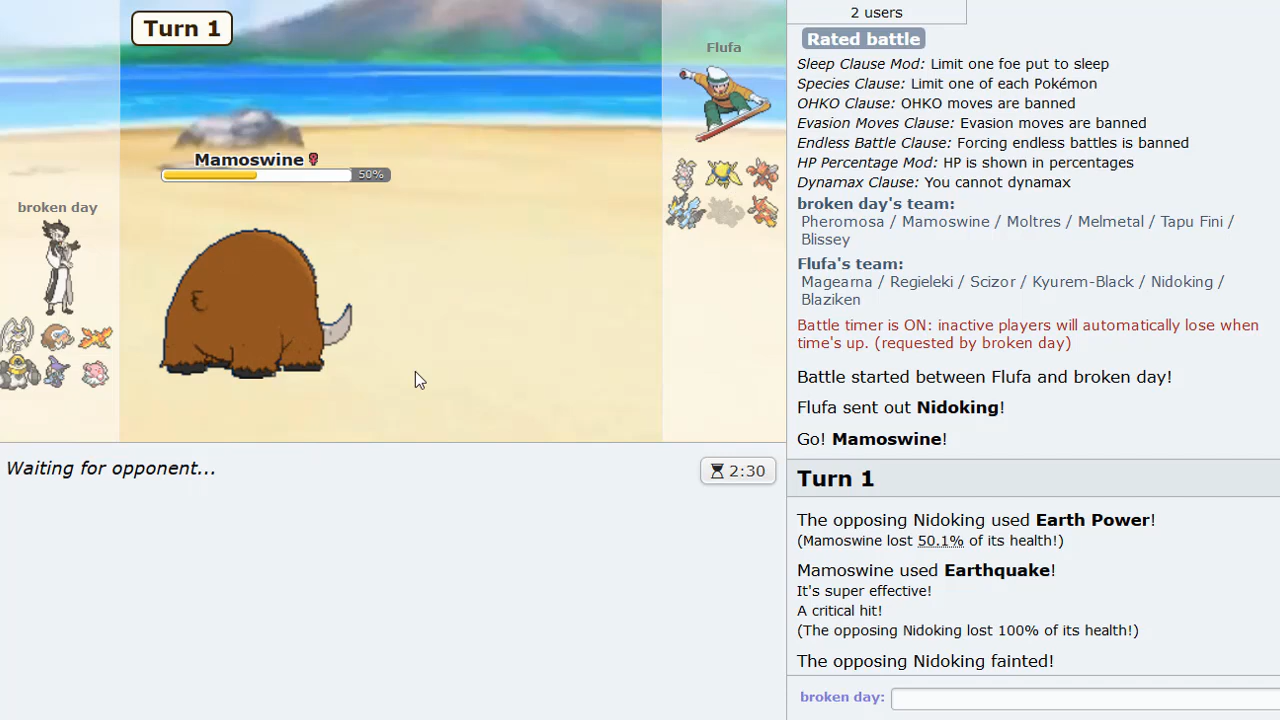 Turn 1
Flufa
Mamoswine
50%
broken day
Waiting for opponent...
2:30
2 users
Rated battle
Sleep Clause Mod: Limit one foe put to sleep
Species Clause: Limit one of each Pokémon
OHKO Clause: OHKO moves are banned
Evasion Moves Clause: Evasion moves are banned
Endless Battle Clause: Forcing endless battles is banned
HP Percentage Mod: HP is shown in percentages
Dynamax Clause: You cannot dynamax
broken day's team:
Pheromosa / Mamoswine / Moltres / Melmetal / Tapu Fini /
Blissey
Flufa's team:
Magearna / Regieleki / Scizor / Kyurem-Black / Nidoking /
Blaziken
Battle timer is ON: inactive players will automatically lose when
time's up. (requested by broken day)
Battle started between Flufa and broken day!
Flufa sent out Nidoking!
Go! Mamoswine!
Turn 1
The opposing Nidoking used Earth Power!
(Mamoswine lost 50.1% of its health!)
Mamoswine used Earthquake!
It's super effective!
A critical hit!
(The opposing Nidoking lost 100% of its health!)
The opposing Nidoking fainted!
broken day: